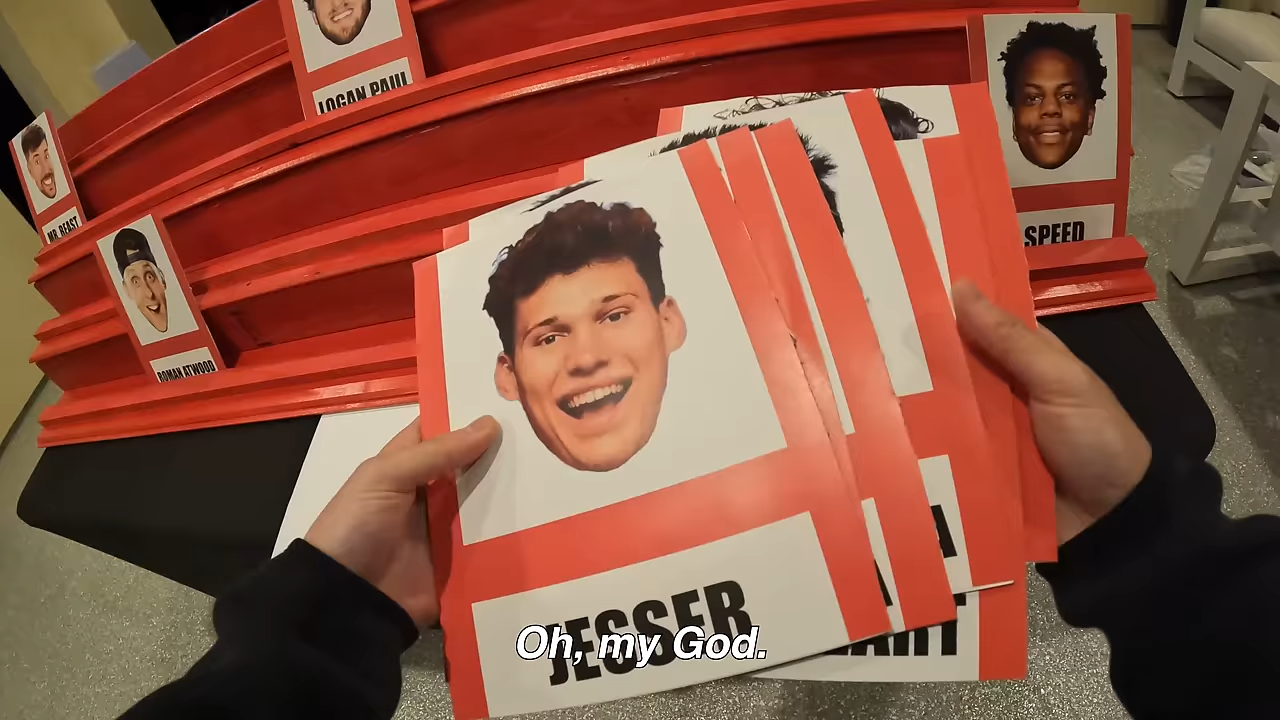 LOGAN PAUL
MR. BEAST
ROMAN ATWOOD
SPEED
JESSER
Oh, my God.